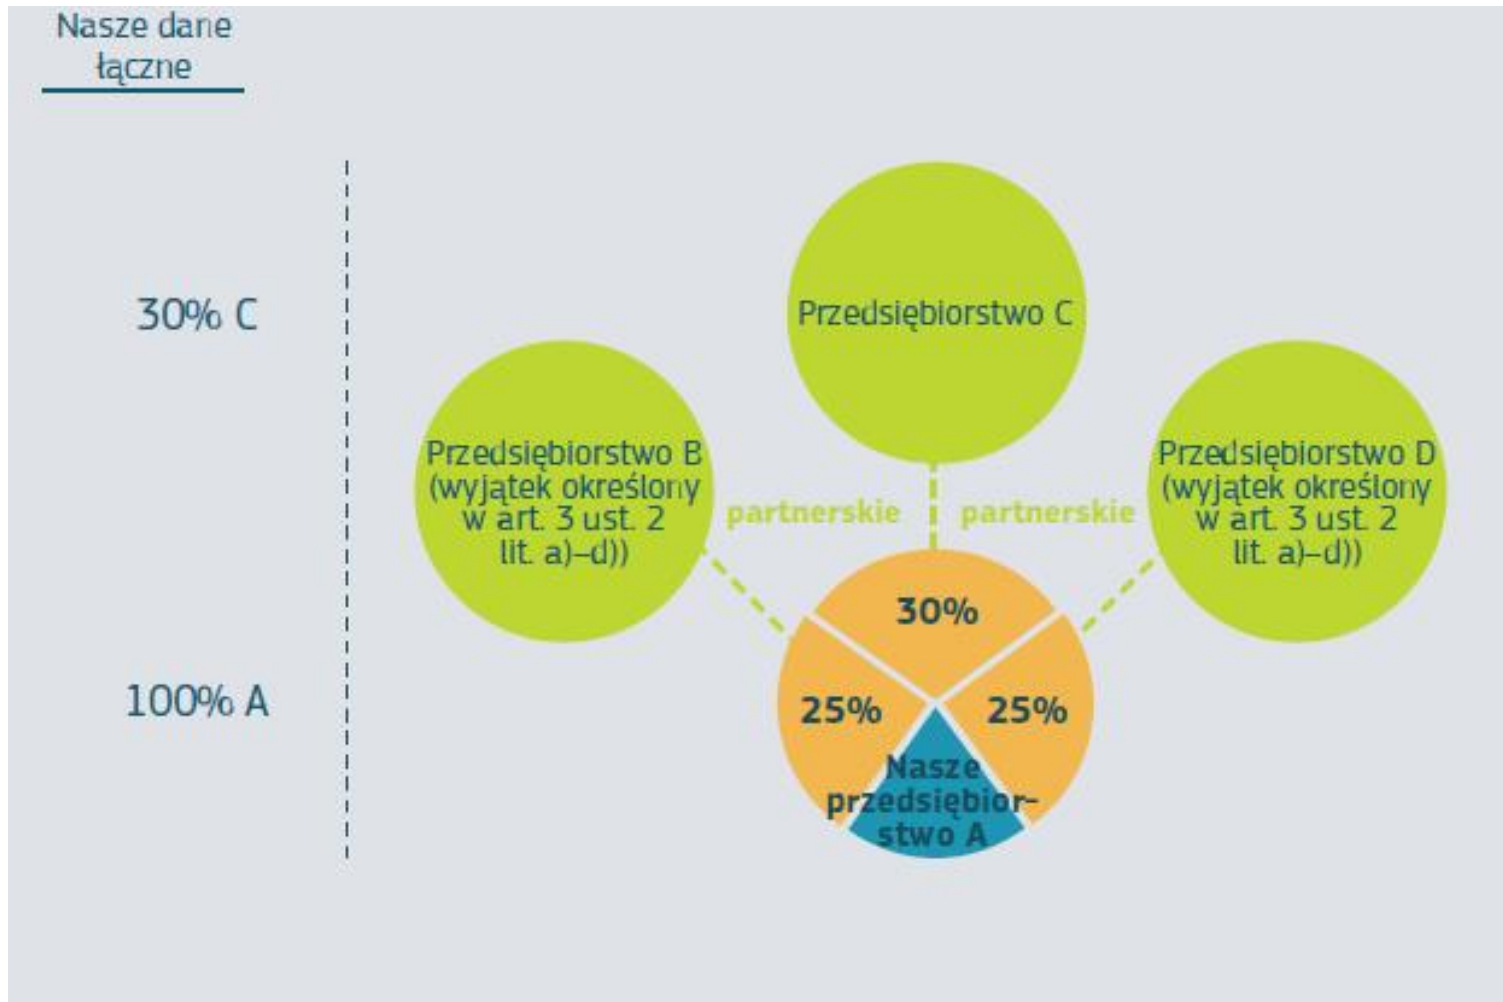 Nasze dane
łączne
30% C
Przedsiębiorstwo C
Przedsiębiorstwo B
(wyjątek określony
w art. 3 ust. 2
lit. a)–d))
partnerskie
partnerskie
Przedsiębiorstwo D
(wyjątek określony
w art. 3 ust. 2
lit. a)–d))
30%
100% A
25%
25%
Nasze
przedsiębior-
stwo A